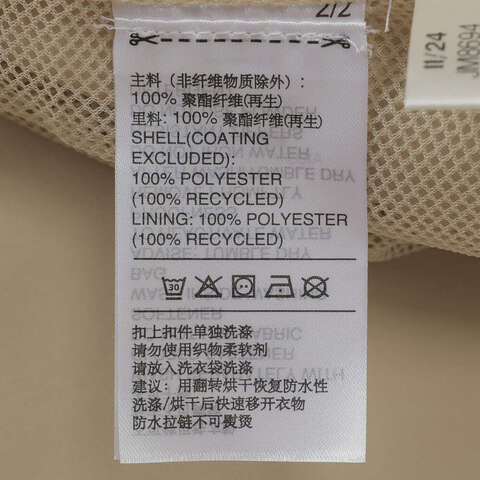 7/7
11/24
JM8694
主料（非纤维物质除外）：
100% 聚酯纤维(再生)
里料: 100% 聚酯纤维(再生)
SHELL(COATING
EXCLUDED):
100% POLYESTER
(100% RECYCLED)
LINING: 100% POLYESTER
(100% RECYCLED)
30
扣上扣件单独洗涤
请勿使用织物柔软剂
请放入洗衣袋洗涤
建议：用翻转烘干恢复防水性
洗涤/烘干后快速移开衣物
防水拉链不可熨烫